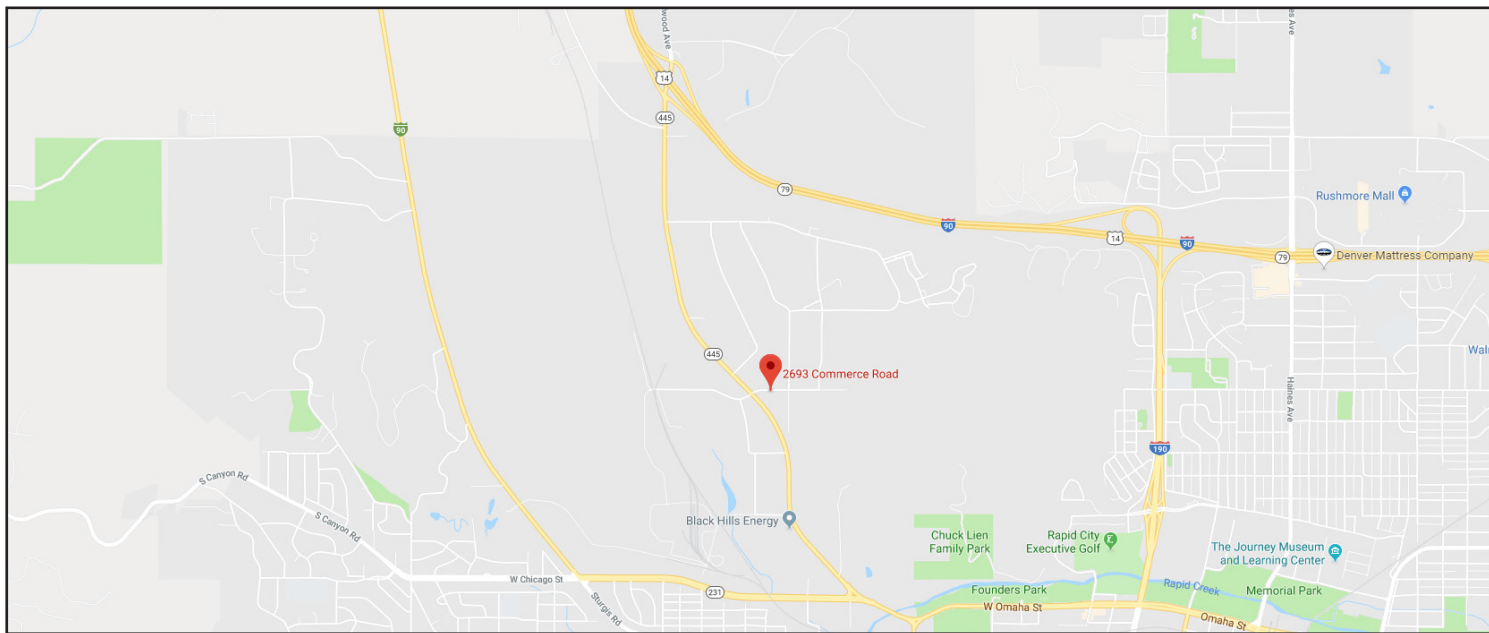 wood Ave
es Ave
14
445
90
79
Rushmore Mall
90
14
90
79
Denver Mattress Company
445
Waln
2693 Commerce Road
Haines Ave
190
S Canyon Rd
S Canyon Rd
Black Hills Energy
Chuck Lien
Family Park
Rapid City
Executive Golf
The Journey Museum
and Learning Center
W Chicago St
Sturgis Rd
231
Founders Park
Rapid Creek
Memorial Park
W Omaha St
Omaha St